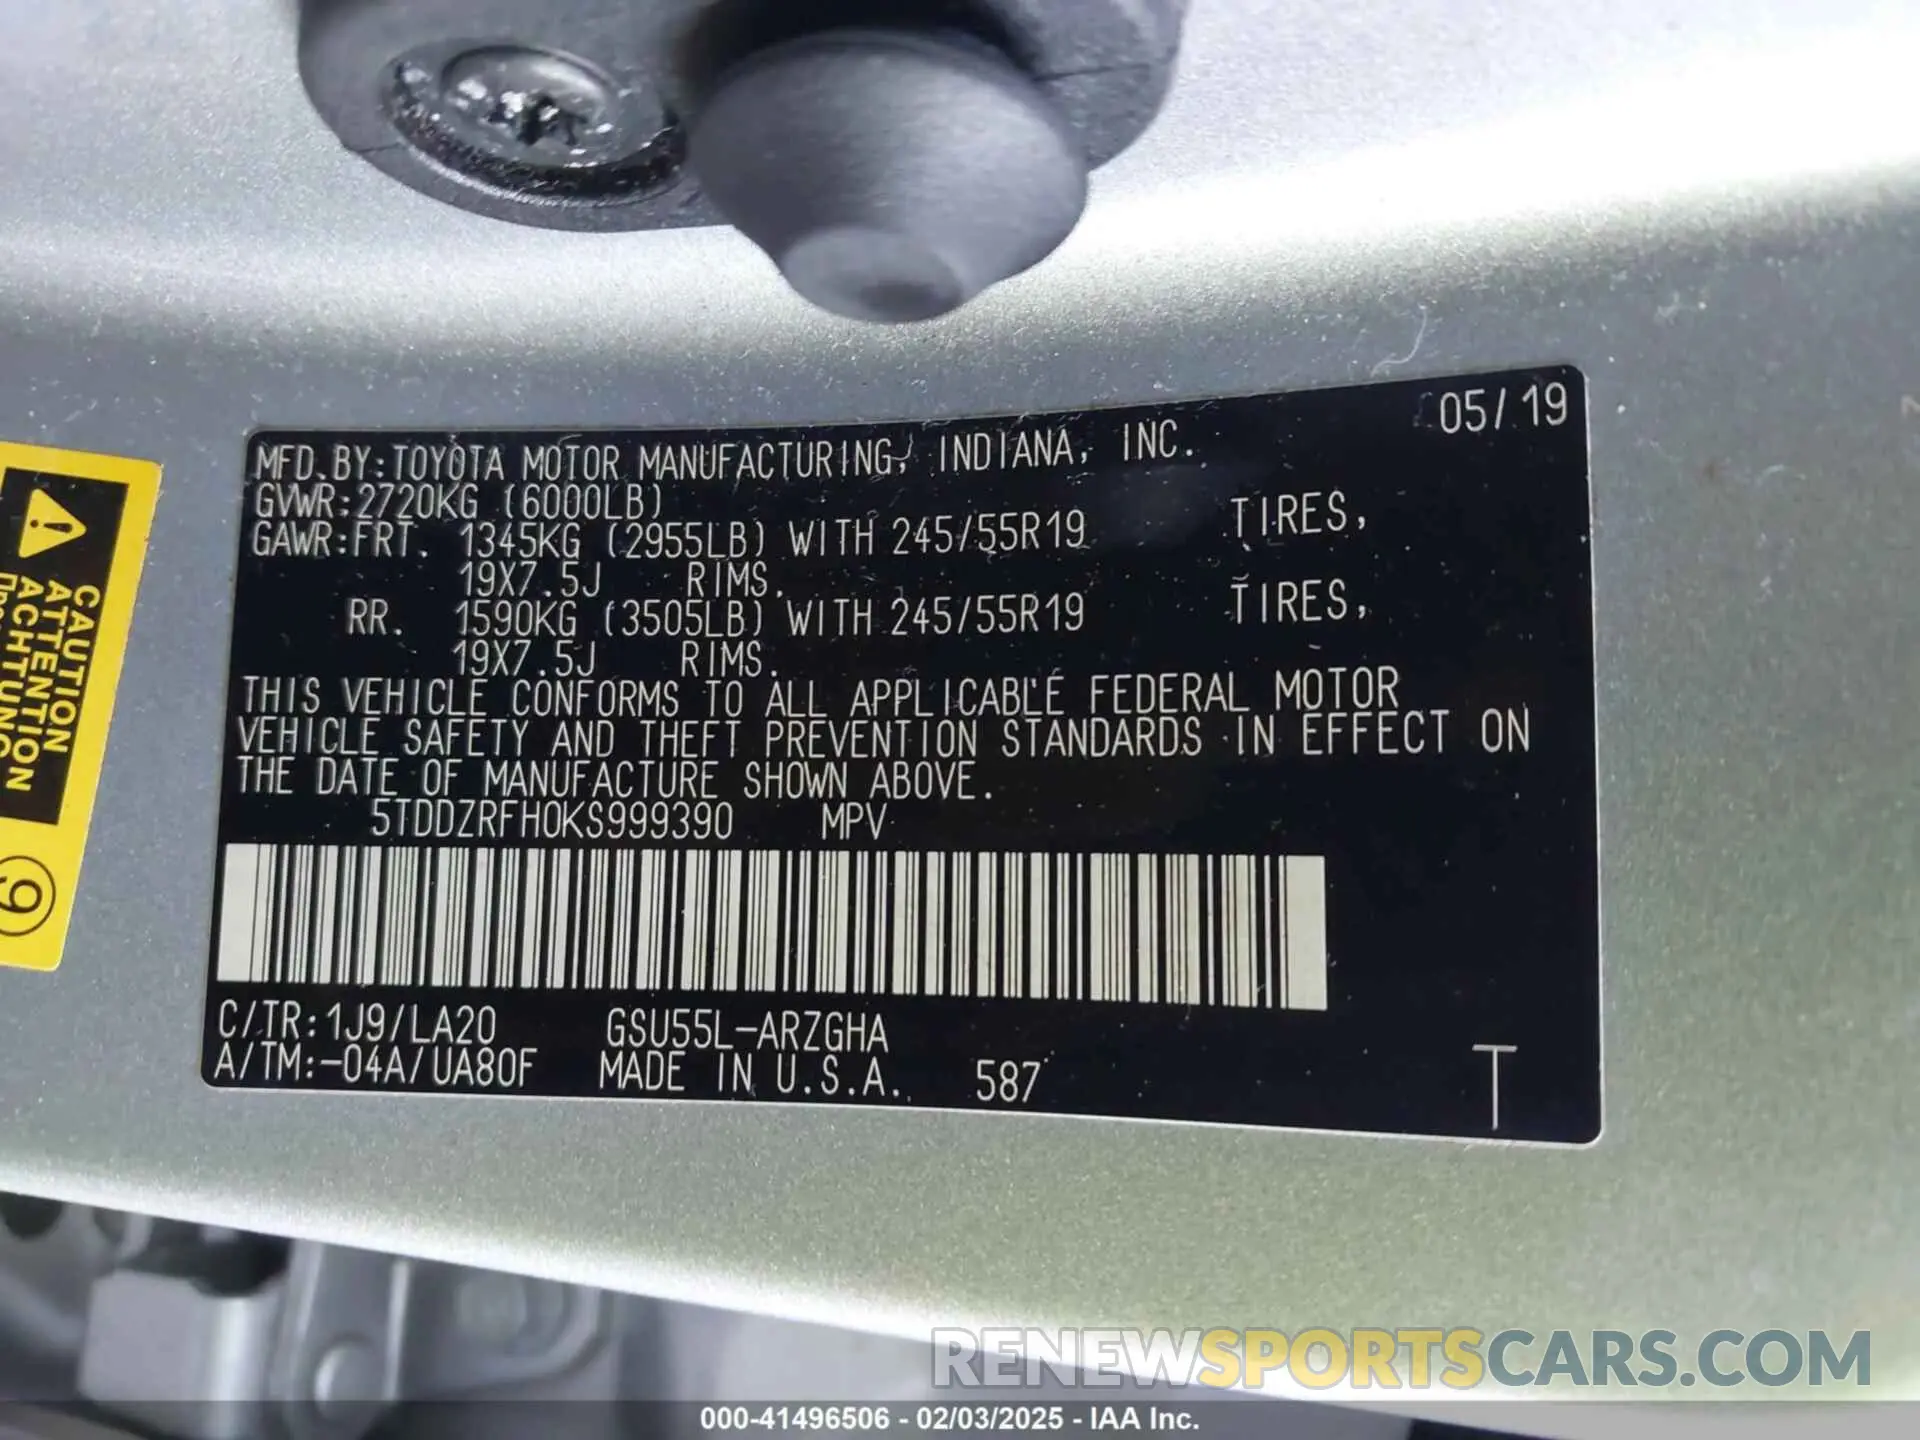 05/19
MFD.BY:TOYOTA MOTOR MANUFACTURING, INDIANA, INC.
GVWR:2720KG (6000LB)
GAWR:FRT. 1345KG (2955LB) WITH 245/55R19 TIRES,
19X7.5J RIMS.
RR. 1590KG (3505LB) WITH 245/55R19 TIRES,
19X7.5J RIMS.
THIS VEHICLE CONFORMS TO ALL APPLICABLE FEDERAL MOTOR
VEHICLE SAFETY AND THEFT PREVENTION STANDARDS IN EFFECT ON
THE DATE OF MANUFACTURE SHOWN ABOVE.
5TDDZRFH0KS999390 MPV
C/TR:1J9/LA20 GSU55L-ARZGHA
A/TM:-04A/UA80F MADE IN U.S.A. 587
T
CAUTION
ATTENTION
ACHTUNG
9
RENEWSPORTSCARS.COM
000-41496506 - 02/03/2025 - IAA Inc.